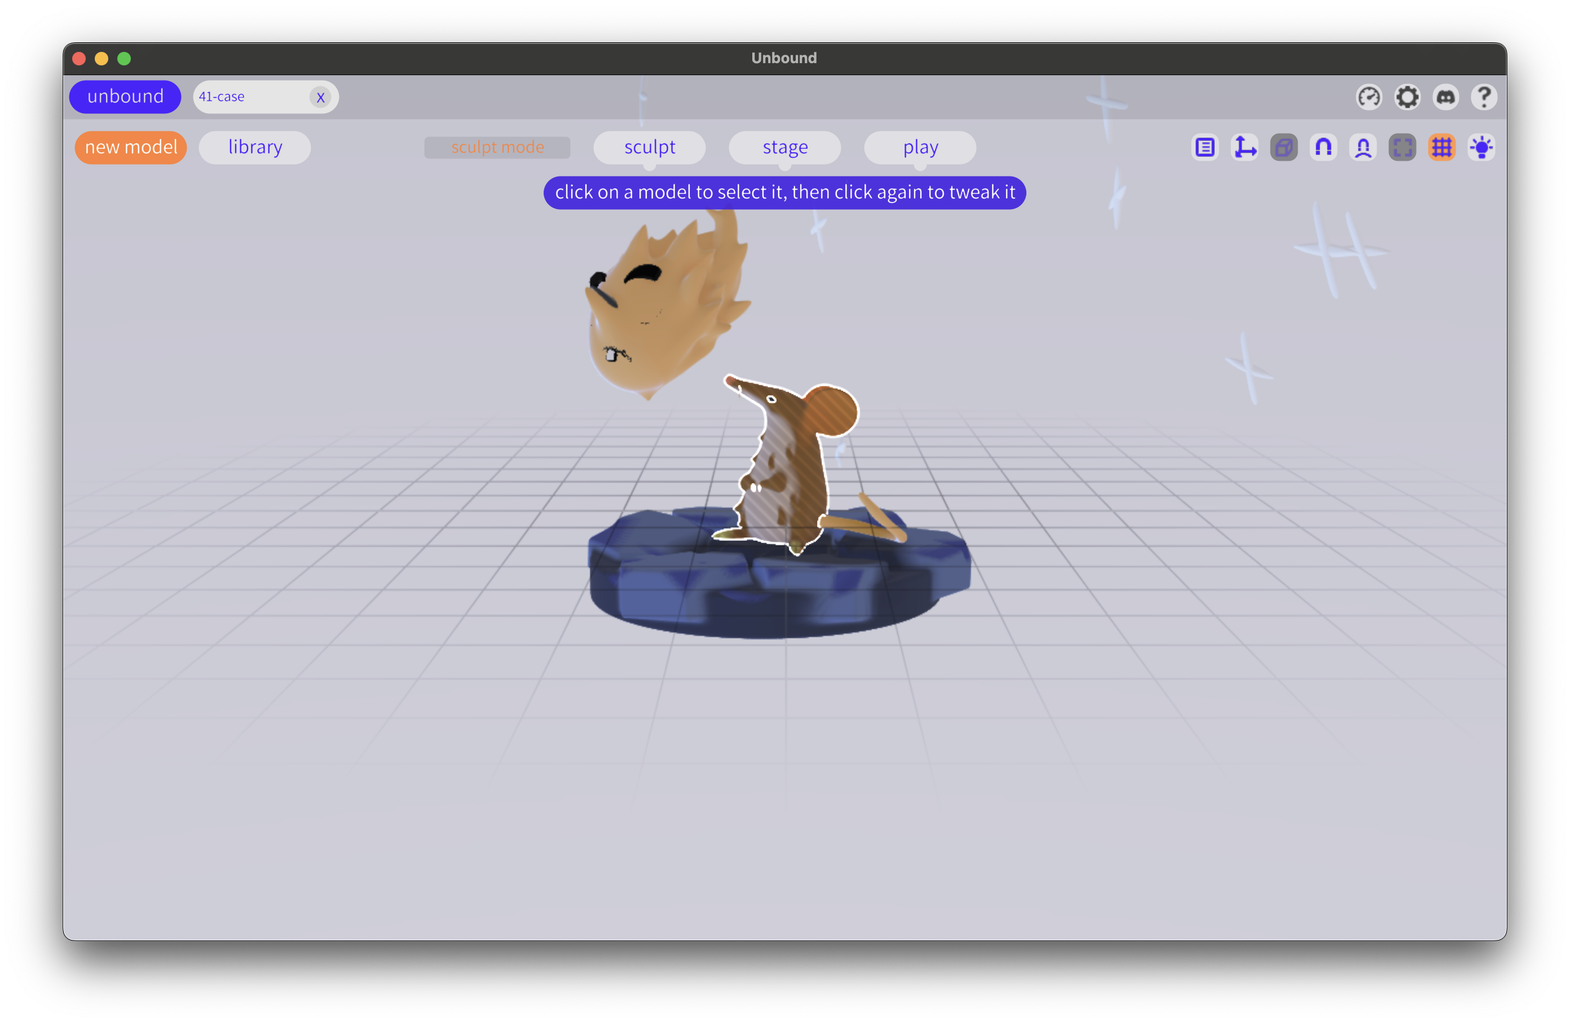 Unbound
unbound
41-case
X
new model
library
sculpt mode
sculpt
stage
play
click on a model to select it, then click again to tweak it